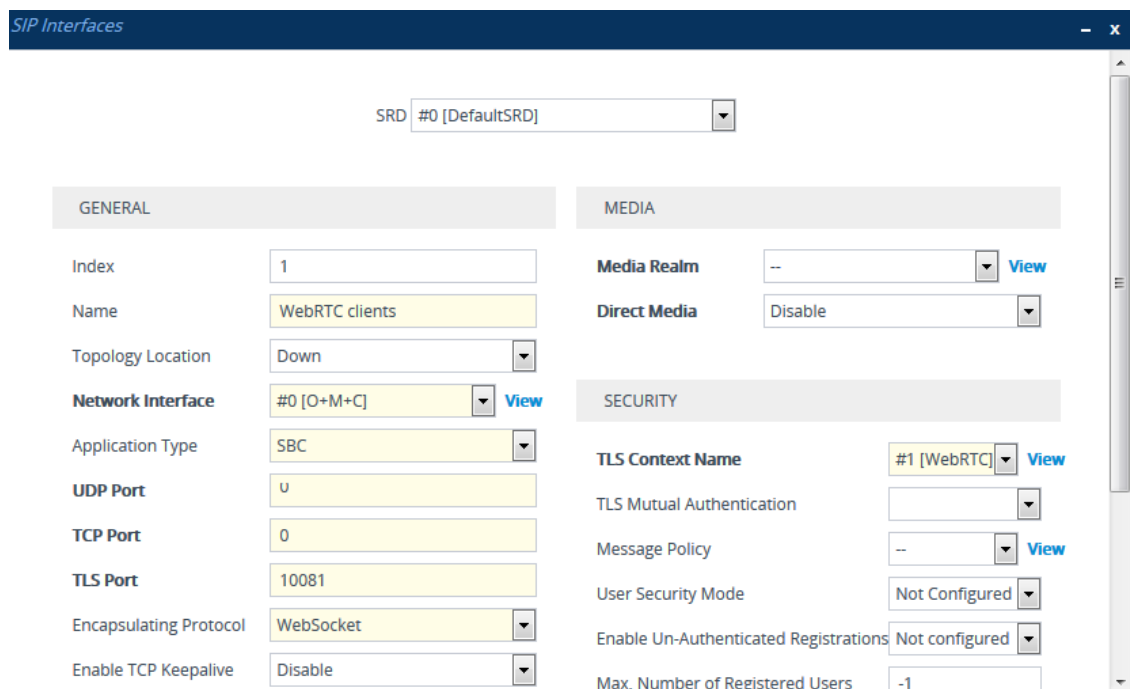 SIP Interfaces
– x
SRD #0 [DefaultSRD]
GENERAL
Index 1
Name WebRTC clients
Topology Location Down
Network Interface #0 [O+M+C] View
Application Type SBC
UDP Port 0
TCP Port 0
TLS Port 10081
Encapsulating Protocol WebSocket
Enable TCP Keepalive Disable
MEDIA
Media Realm -- View
Direct Media Disable
SECURITY
TLS Context Name #1 [WebRTC] View
TLS Mutual Authentication
Message Policy -- View
User Security Mode Not Configured
Enable Un-Authenticated Registrations Not configured
Max. Number of Registered Users -1